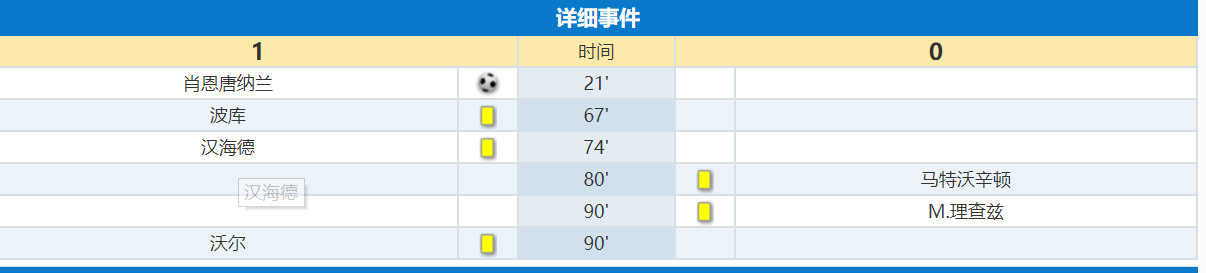 详细事件
1 时间 0
肖恩唐纳兰 21'
波库 67'
汉海德 74'
80' 马特沃辛顿
汉海德
90' M.理查兹
沃尔 90'